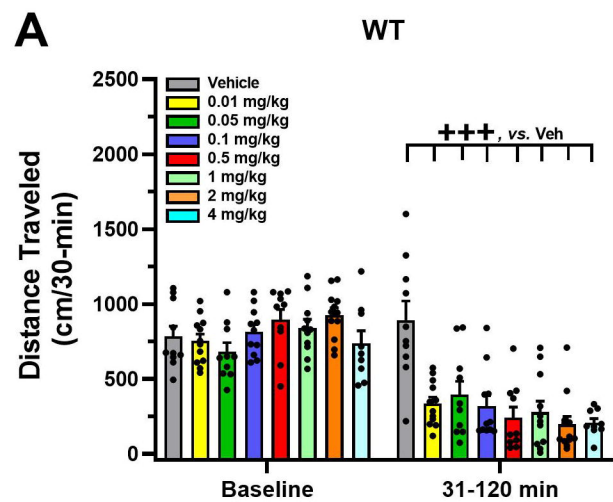 A
WT
Distance Traveled
(cm/30-min)
2500
2000
1500
1000
500
0
Vehicle
0.01 mg/kg
0.05 mg/kg
0.1 mg/kg
0.5 mg/kg
1 mg/kg
2 mg/kg
4 mg/kg
+++, vs. Veh
Baseline
31-120 min